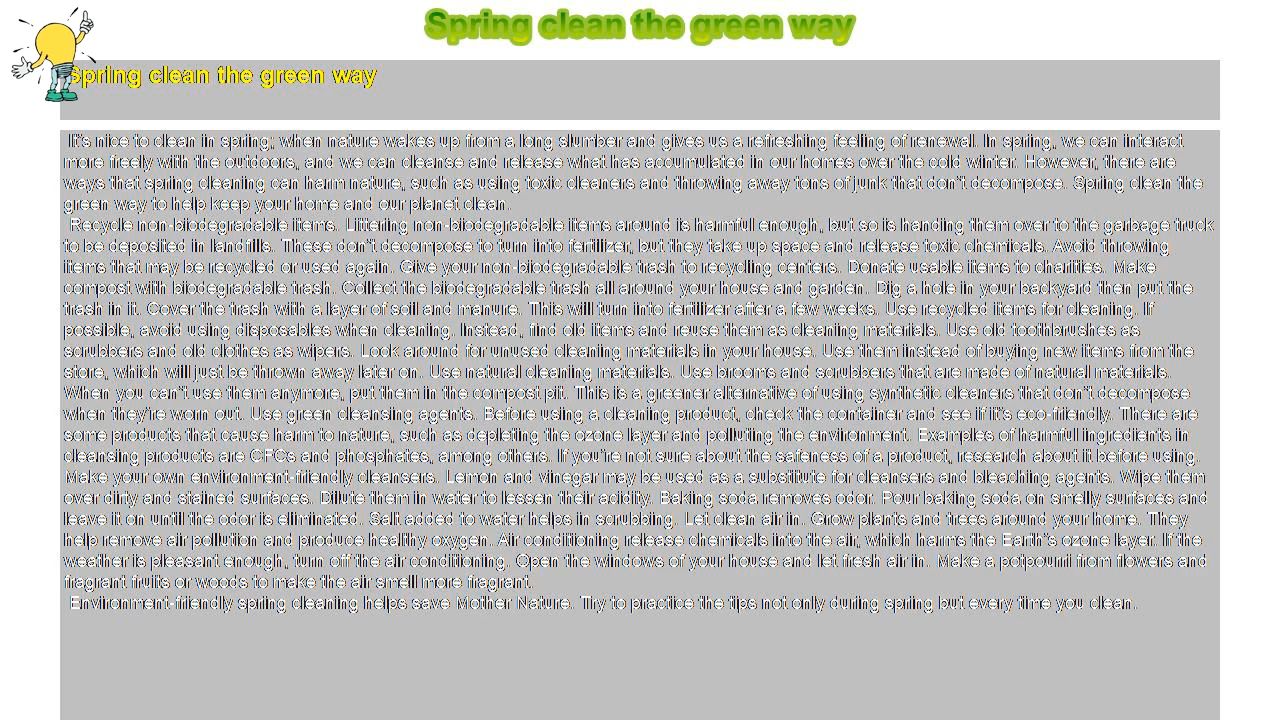 Spring clean the green way
Spring clean the green way
It's nice to clean in spring; when nature wakes up from a long slumber and gives us a refreshing feeling of renewal. In spring, we can interact
more freely with the outdoors, and we can cleanse and release what has accumulated in our homes over the cold winter. However, there are
ways that spring cleaning can harm nature, such as using toxic cleaners and throwing away tons of junk that don't decompose. Spring clean the
green way to help keep your home and our planet clean.
Recycle non-biodegradable items. Littering non-biodegradable items around is harmful enough, but so is handing them over to the garbage truck
to be deposited in landfills. These don't decompose to turn into fertilizer, but they take up space and release toxic chemicals. Avoid throwing
items that may be recycled or used again. Give your non-biodegradable trash to recycling centers. Donate usable items to charities. Make
compost with biodegradable trash. Collect the biodegradable trash all around your house and garden. Dig a hole in your backyard then put the
trash in it. Cover the trash with a layer of soil and manure. This will turn into fertilizer after a few weeks. Use recycled items for cleaning. If
possible, avoid using disposables when cleaning. Instead, find old items and reuse them as cleaning materials. Use old toothbrushes as
scrubbers and old clothes as wipers. Look around for unused cleaning materials in your house. Use them instead of buying new items from the
store, which will just be thrown away later on. Use natural cleaning materials. Use brooms and scrubbers that are made of natural materials.
When you can't use them anymore, put them in the compost pit. This is a greener alternative of using synthetic cleaners that don't decompose
when they're worn out. Use green cleansing agents. Before using a cleaning product, check the container and see if it's eco-friendly. There are
some products that cause harm to nature, such as depleting the ozone layer and polluting the environment. Examples of harmful ingredients in
cleansing products are CFCs and phosphates, among others. If you're not sure about the safeness of a product, research about it before using.
Make your own environment-friendly cleansers. Lemon and vinegar may be used as a substitute for cleansers and bleaching agents. Wipe them
over dirty and stained surfaces. Dilute them in water to lessen their acidity. Baking soda removes odor. Pour baking soda on smelly surfaces and
leave it on until the odor is eliminated. Salt added to water helps in scrubbing. Let clean air in. Grow plants and trees around your home. They
help remove air pollution and produce healthy oxygen. Air conditioning release chemicals into the air, which harms the Earth's ozone layer. If the
weather is pleasant enough, turn off the air conditioning. Open the windows of your house and let fresh air in. Make a potpourri from flowers and
fragrant fruits or woods to make the air smell more fragrant.
Environment-friendly spring cleaning helps save Mother Nature. Try to practice the tips not only during spring but every time you clean.